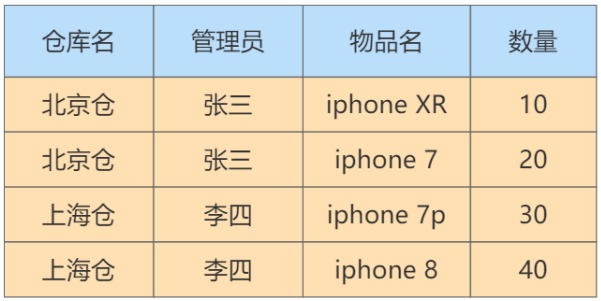 仓库名 管理员 物品名 数量
北京仓 张三 iphone XR 10
北京仓 张三 iphone 7 20
上海仓 李四 iphone 7p 30
上海仓 李四 iphone 8 40